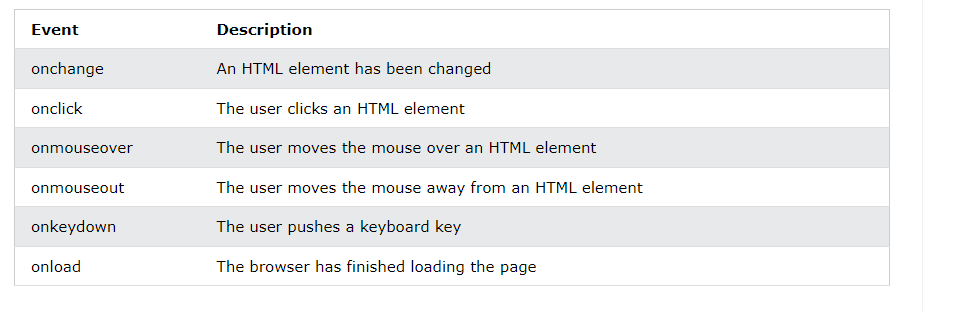 Event Description
onchange An HTML element has been changed
onclick The user clicks an HTML element
onmouseover The user moves the mouse over an HTML element
onmouseout The user moves the mouse away from an HTML element
onkeydown The user pushes a keyboard key
onload The browser has finished loading the page